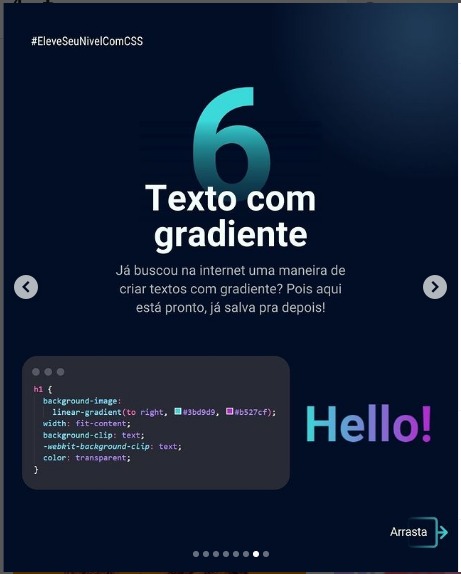 #EleveSeuNivelComCSS
6
Texto com
gradiente
Já buscou na internet uma maneira de
criar textos com gradiente? Pois aqui
está pronto, já salva pra depois!
h1 {
background-image:
linear-gradient(to right, #3bd9d9, #b527cf);
width: fit-content;
background-clip: text;
-webkit-background-clip: text;
color: transparent;
}
Hello!
Arrasta